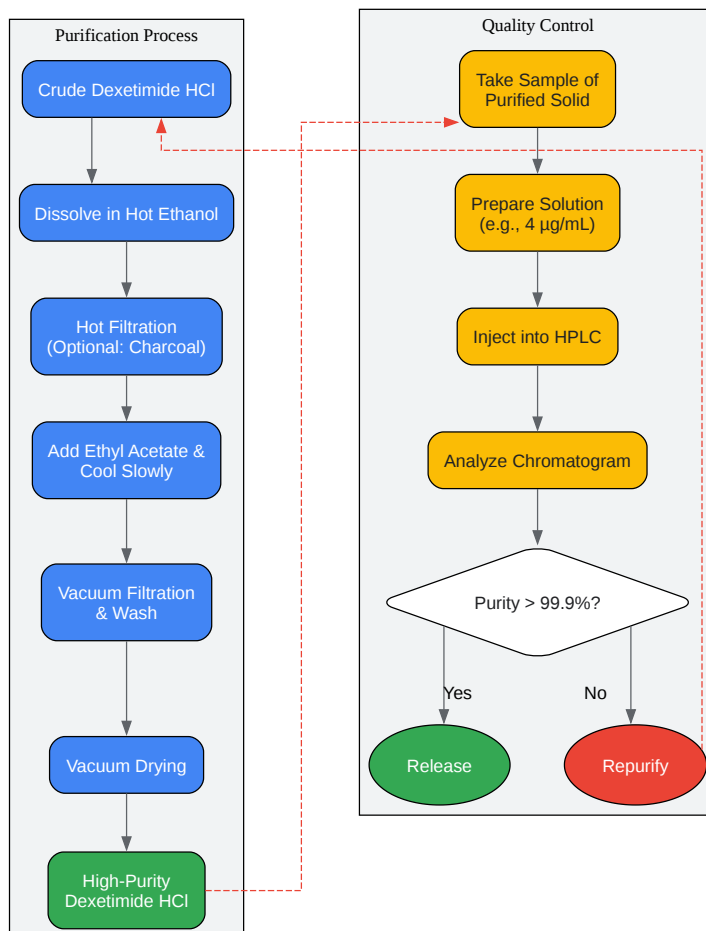 Purification Process
Crude Dexetimide HCl
Dissolve in Hot Ethanol
Hot Filtration
(Optional: Charcoal)
Add Ethyl Acetate &
Cool Slowly
Vacuum Filtration
& Wash
Vacuum Drying
High-Purity
Dexetimide HCl
Quality Control
Take Sample of
Purified Solid
Prepare Solution
(e.g., 4 µg/mL)
Inject into HPLC
Analyze Chromatogram
Purity > 99.9%?
Yes
No
Release
Repurify